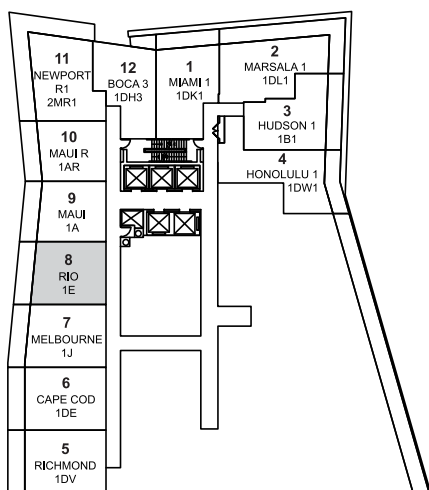 11
NEWPORT
R1
2MR1
12
BOCA 3
1DH3
1
MIAMI 1
1DK1
2
MARSALA 1
1DL1
3
HUDSON 1
1B1
4
HONOLULU 1
1DW1
10
MAUI R
1AR
9
MAUI
1A
8
RIO
1E
7
MELBOURNE
1J
6
CAPE COD
1DE
5
RICHMOND
1DV